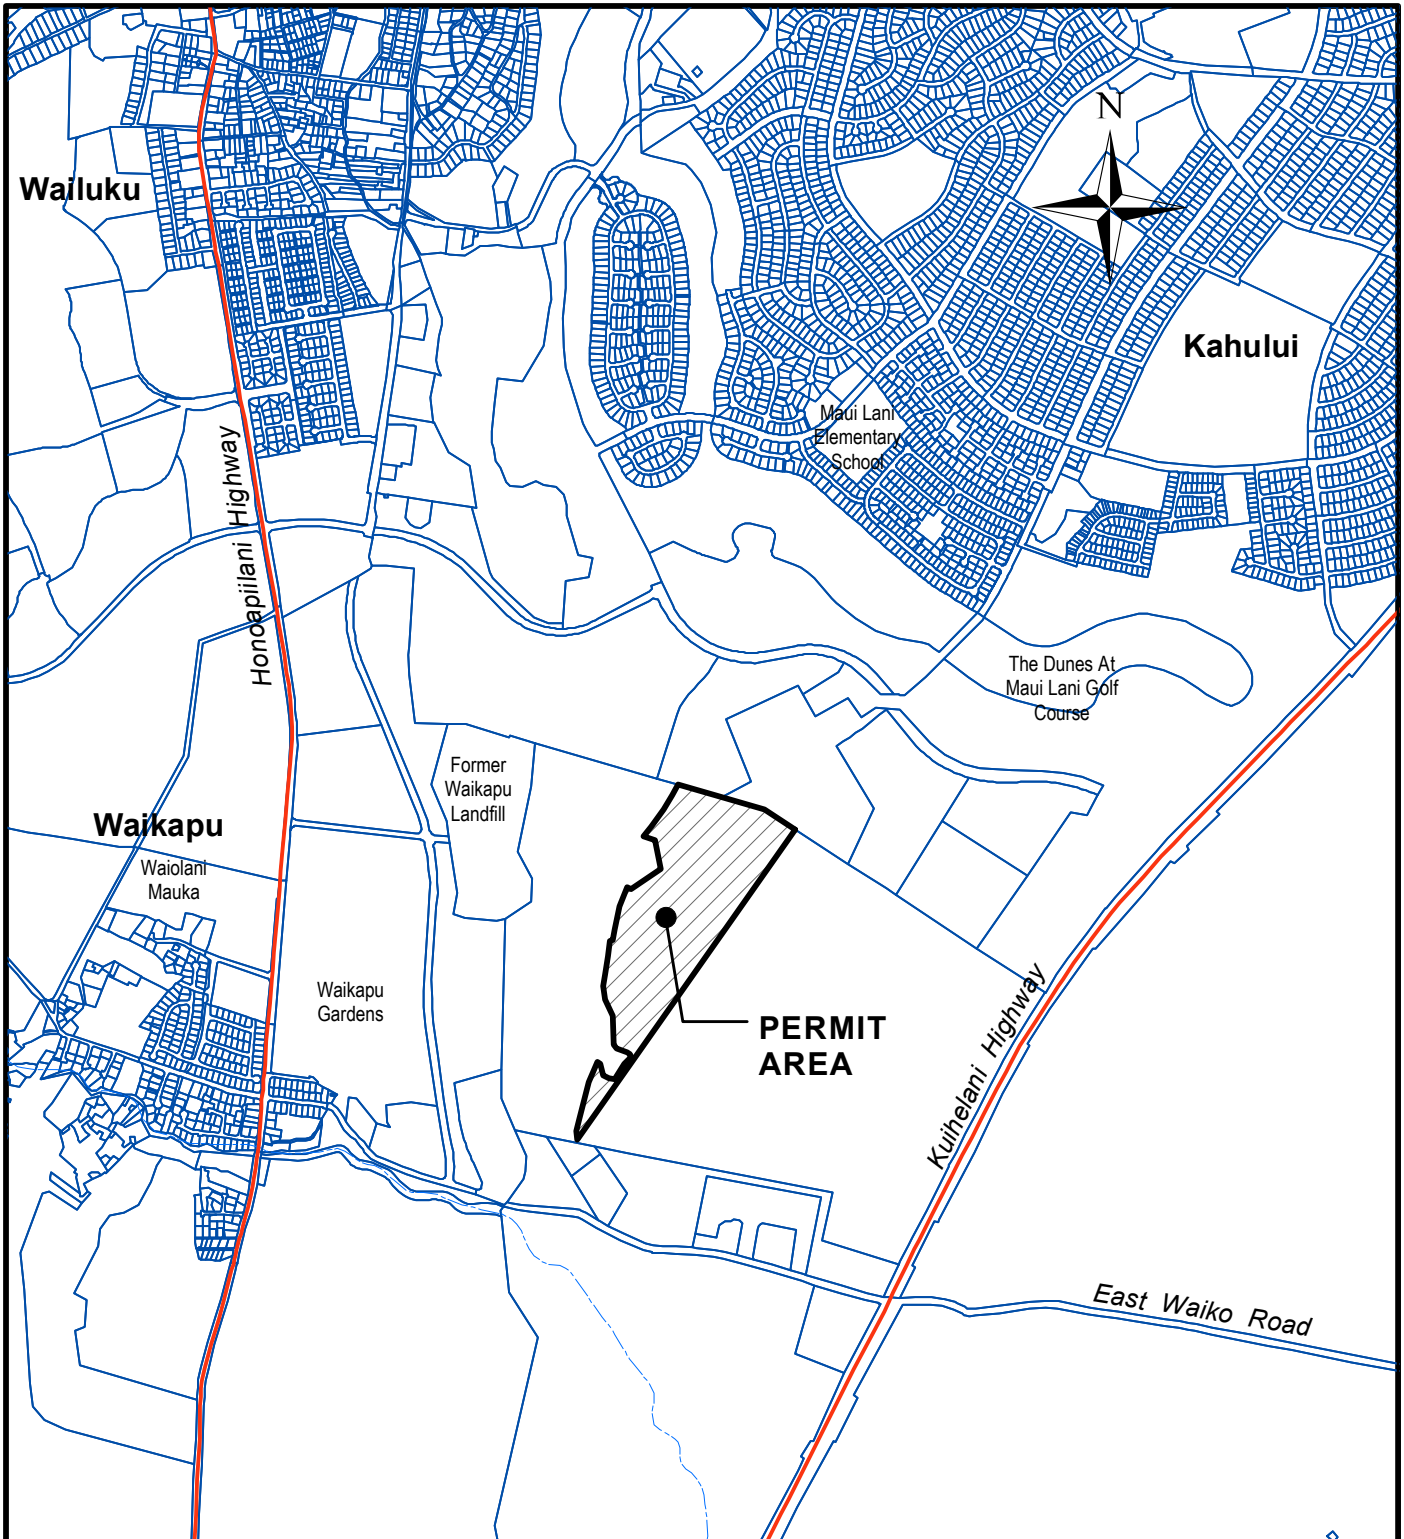 N
Wailuku
Kahului
Maui Lani
Elementary
School
Honoapiilani Highway
The Dunes At
Maui Lani Golf
Course
Former
Waikapu
Landfill
Waikapu
Waiolani
Mauka
Waikapu
Gardens
PERMIT
AREA
Kuihelani Highway
East Waiko Road